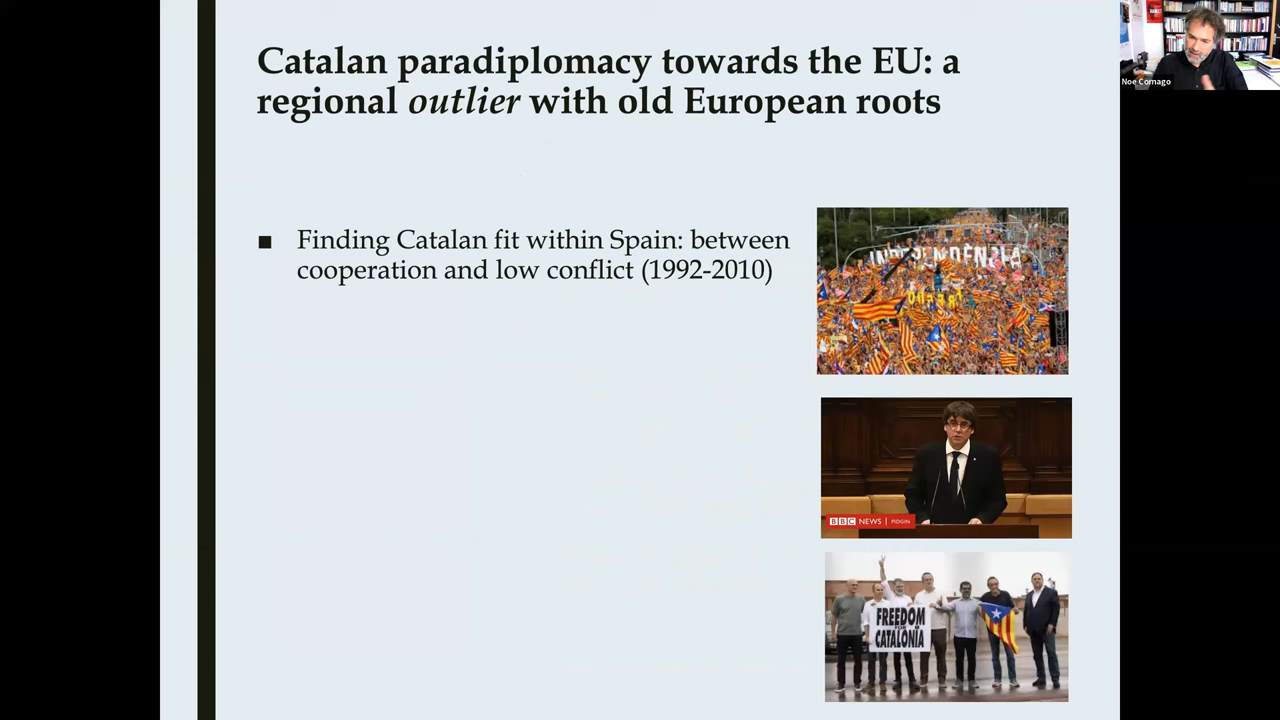 Catalan paradiplomacy towards the EU: a
regional outlier with old European roots
Noe Cornago
■ Finding Catalan fit within Spain: between
cooperation and low conflict (1992-2010)
INDEPENDÈNCIA
BBC NEWS | PIDGIN
FREEDOM
FOR
CATALONIA